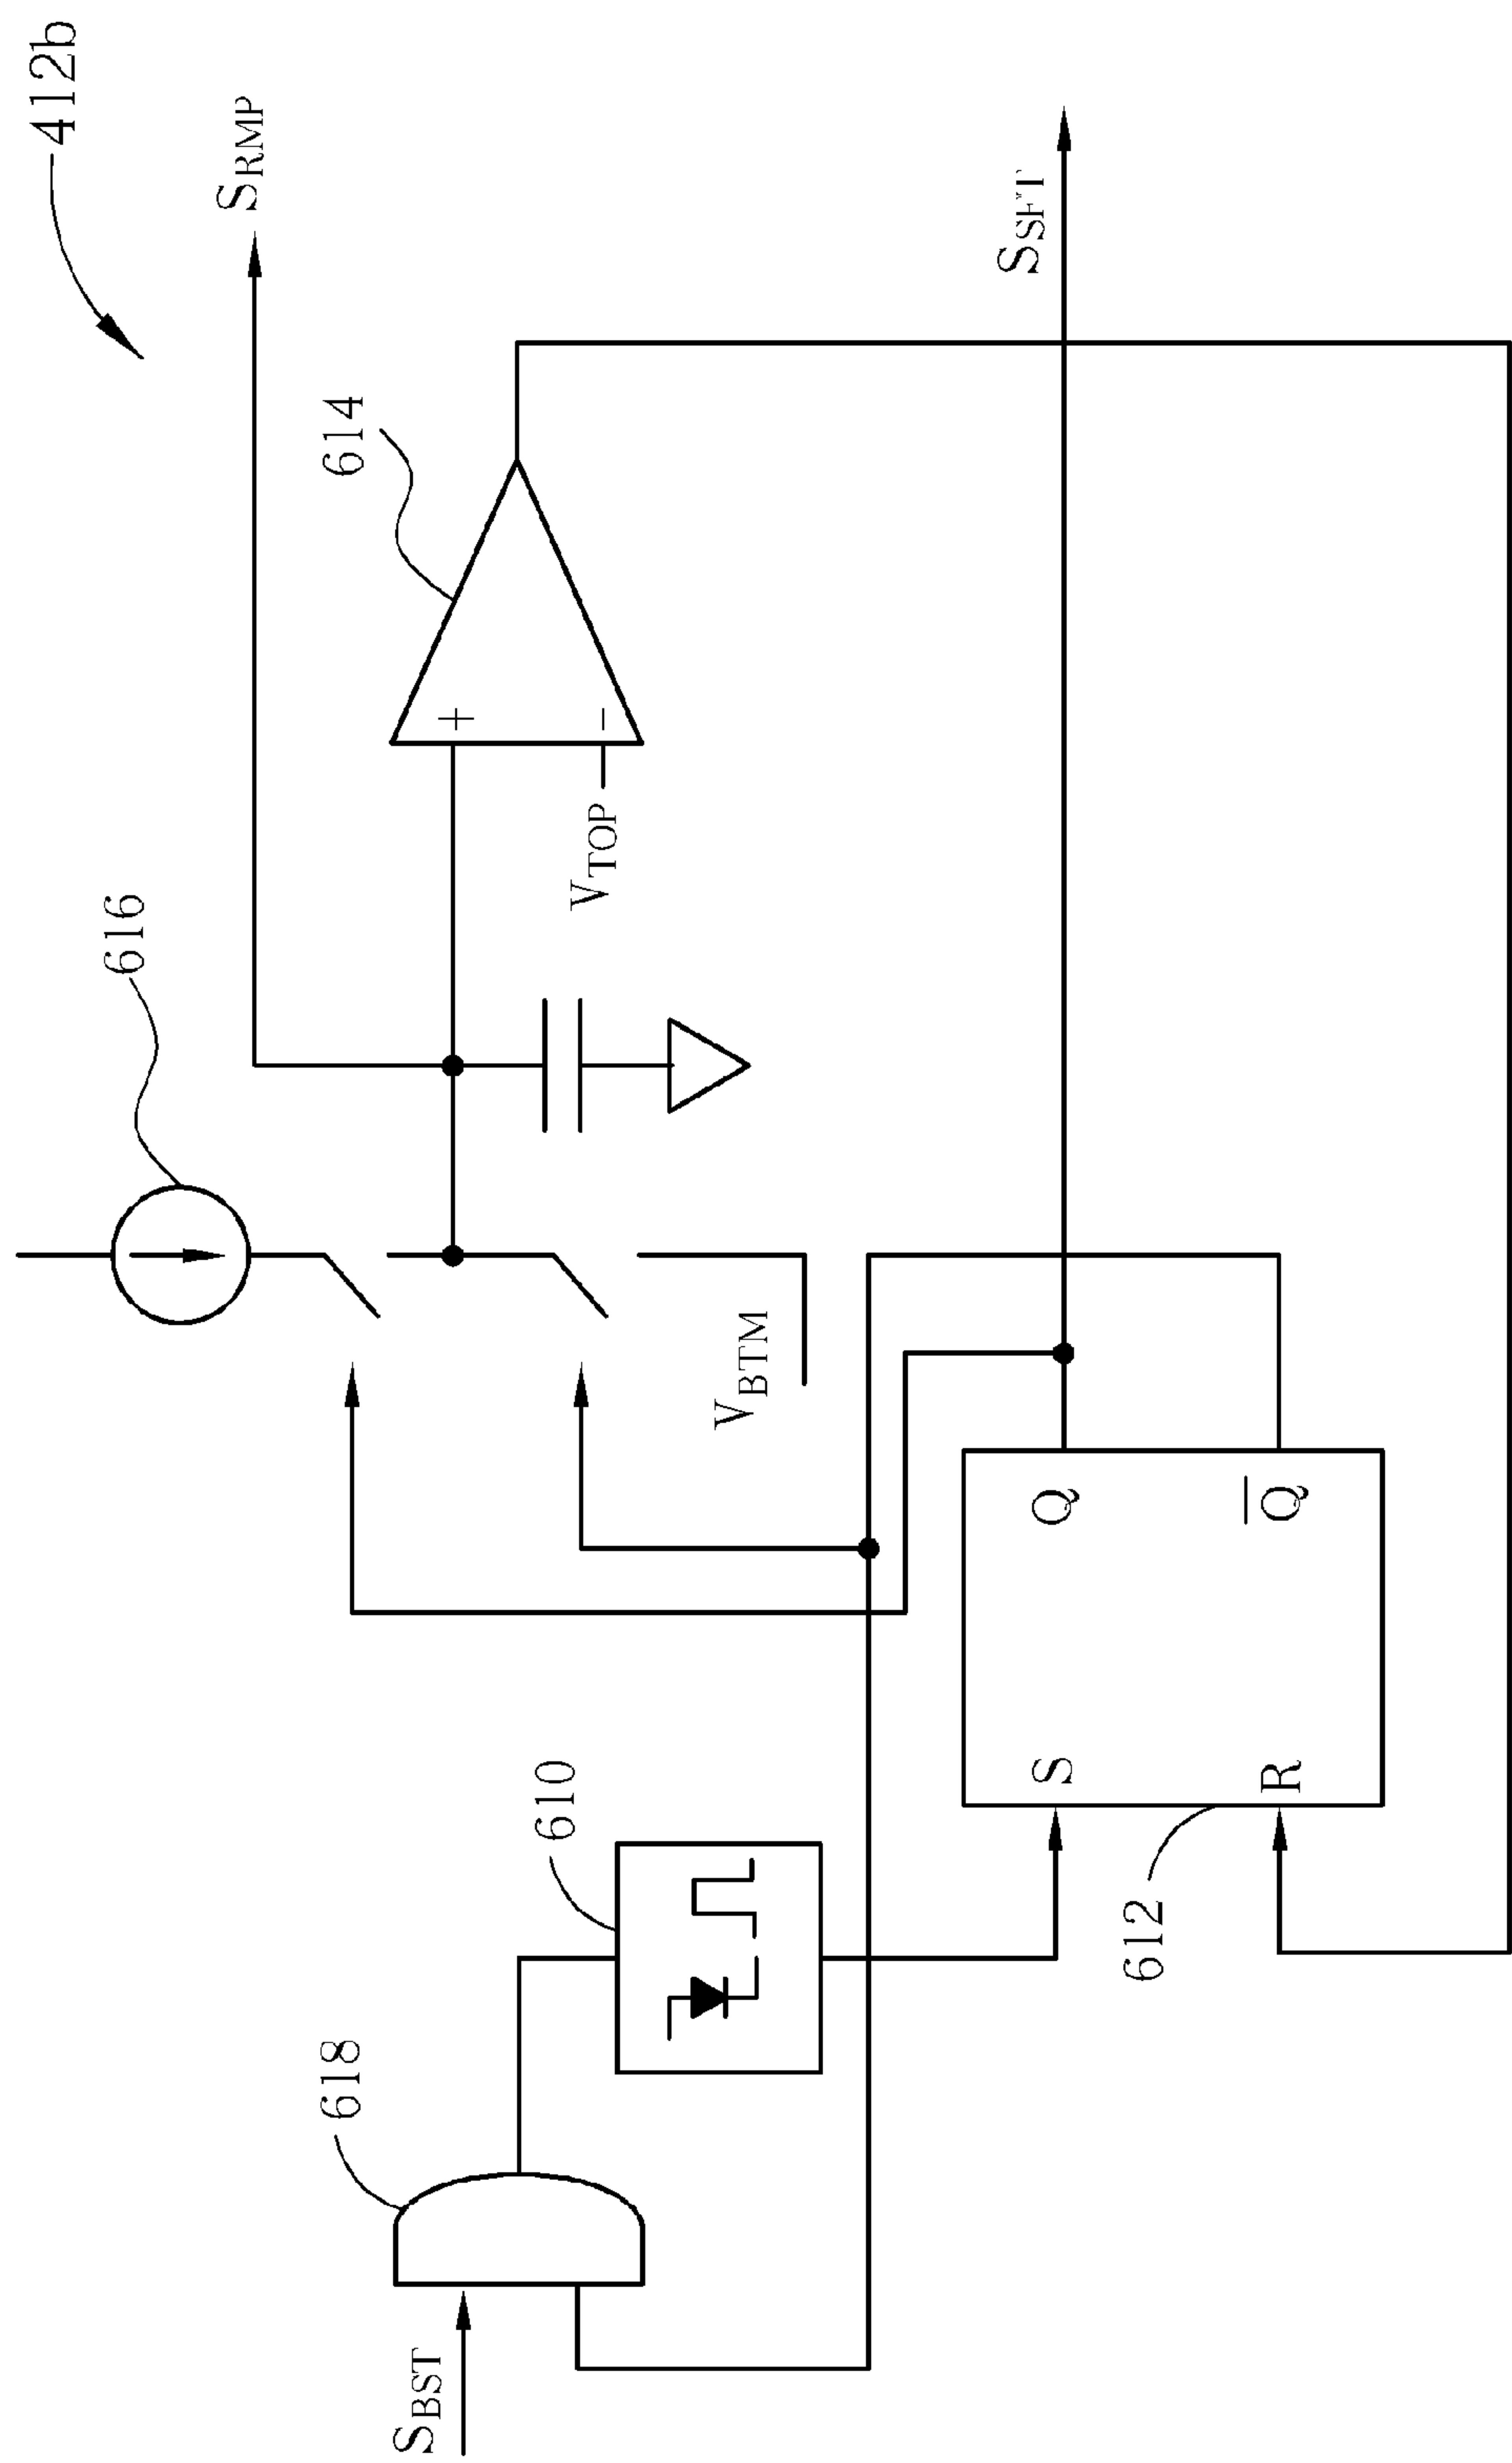 412b
616
SRMP
618
614
SBST
+
610
VTOP
−
VBTM
SSFT
S
Q
612
R
Q̅